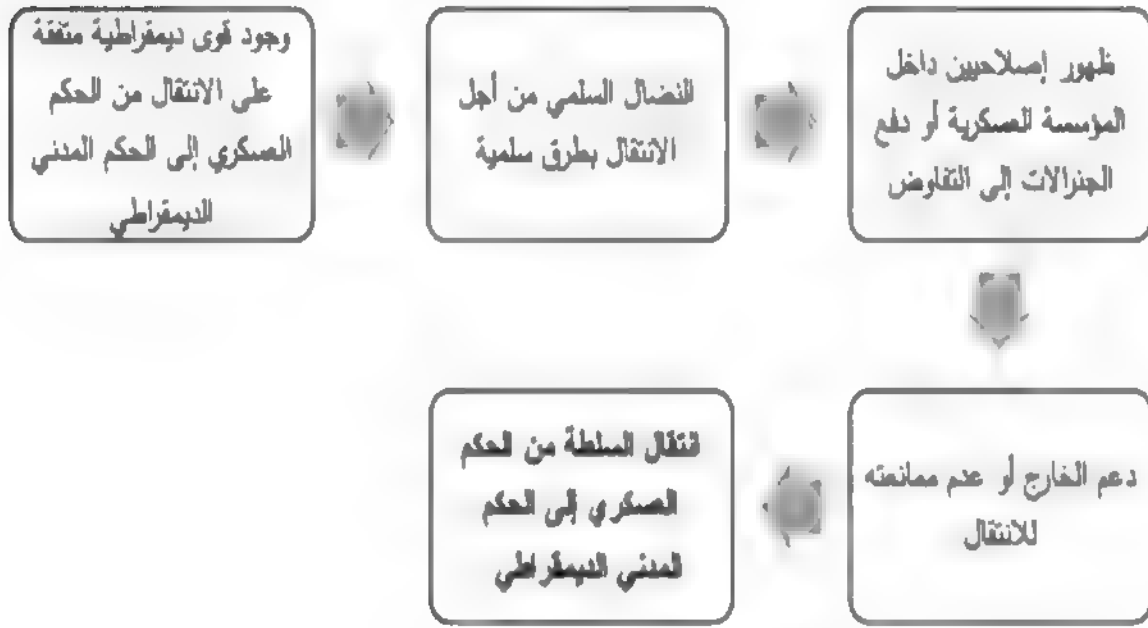 وجود قوى ديمقراطية متفقة
على الانتقال من الحكم
العسكري إلى الحكم المدني
الديمقراطي
النضال السلمي من أجل
الانتقال بطرق سلمية
ظهور إصلاحيين داخل
المؤسسة العسكرية أو دفع
الجنرالات إلى التفاوض
دعم الخارج أو عدم ممانعته
للانتقال
انتقال السلطة من الحكم
العسكري إلى الحكم
المدني الديمقراطي